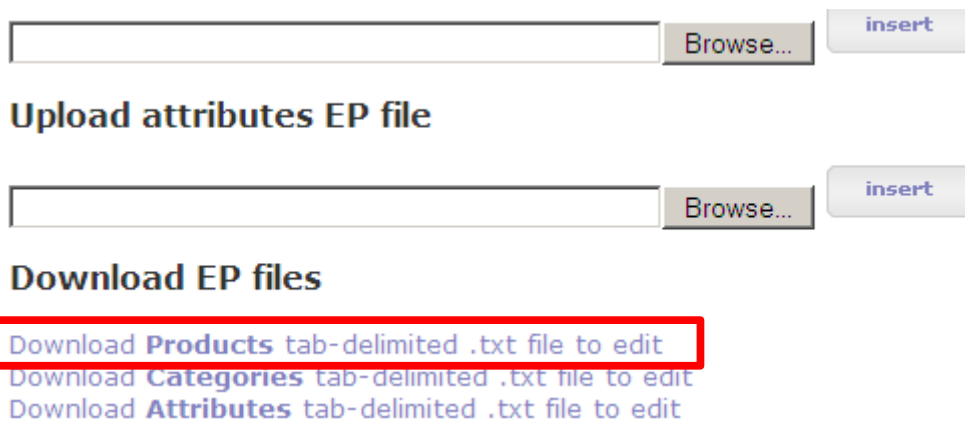 insert
Browse...
Upload attributes EP file
insert
Browse...
Download EP files
Download Products tab-delimited .txt file to edit
Download Categories tab-delimited .txt file to edit
Download Attributes tab-delimited .txt file to edit